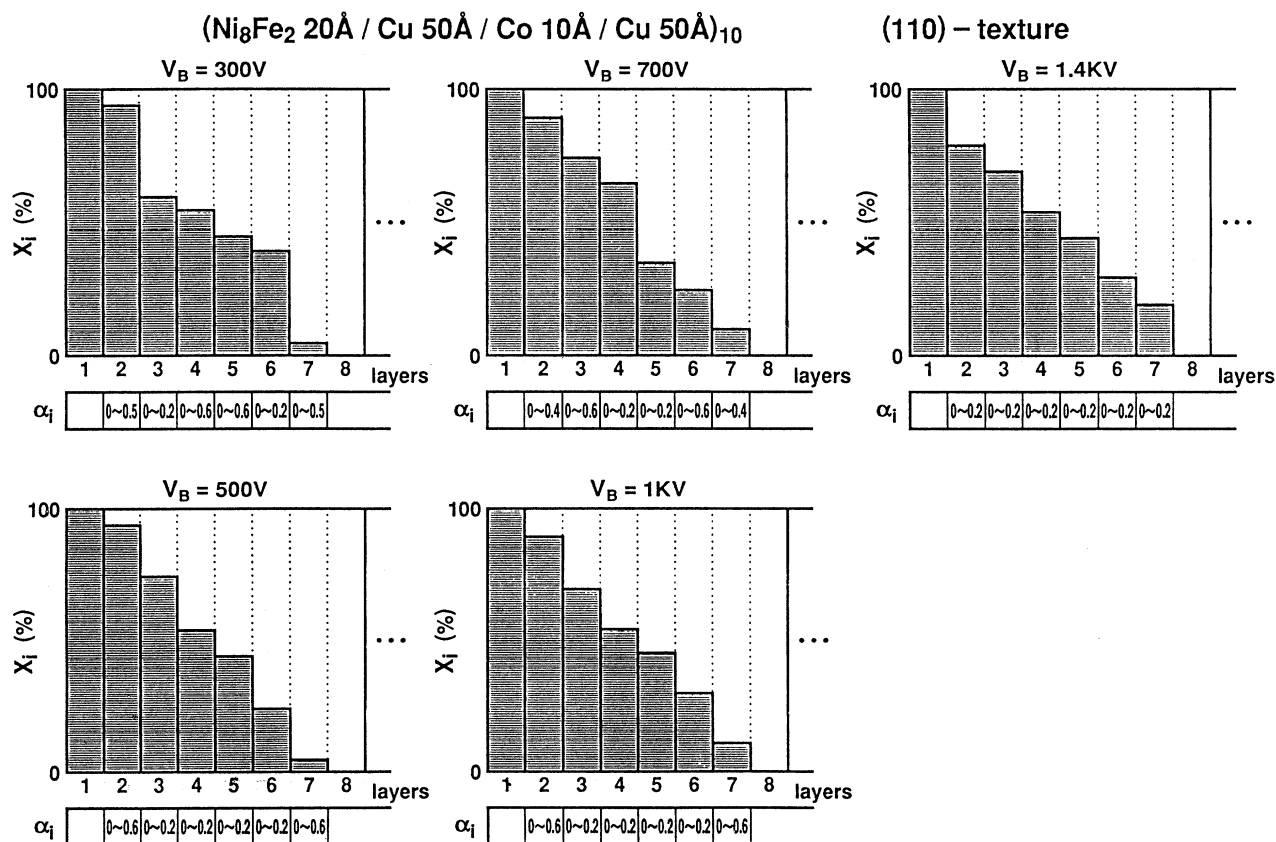 (Ni8Fe2 20Å / Cu 50Å / Co 10Å / Cu 50Å)10 (110) – texture
VB = 300V
100
Xi (%)
0
1 2 3 4 5 6 7 8 layers
...
αi 0~0.5 0~0.2 0~0.6 0~0.6 0~0.2 0~0.5
VB = 700V
100
Xi (%)
0
1 2 3 4 5 6 7 8 layers
...
αi 0~0.4 0~0.6 0~0.2 0~0.2 0~0.6 0~0.4
VB = 1.4KV
100
Xi (%)
0
1 2 3 4 5 6 7 8 layers
...
αi 0~0.2 0~0.2 0~0.2 0~0.2 0~0.2 0~0.2
VB = 500V
100
Xi (%)
0
1 2 3 4 5 6 7 8 layers
...
αi 0~0.6 0~0.2 0~0.2 0~0.2 0~0.2 0~0.6
VB = 1KV
100
Xi (%)
0
1 2 3 4 5 6 7 8 layers
...
αi 0~0.6 0~0.2 0~0.2 0~0.2 0~0.2 0~0.6